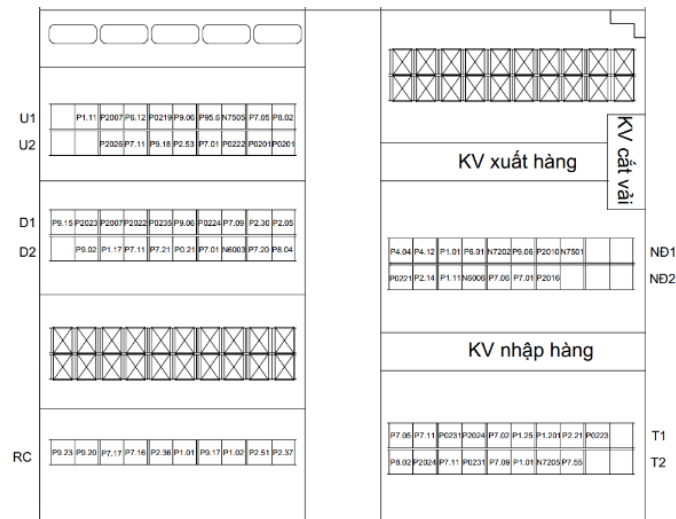 U1 P1.11 P2007 P6.12 P0219 P9.06 P95.6 N7505 P7.05 P8.02
U2 P2026 P7.11 P9.18 P2.53 P7.01 P0222 P0201 P0201
KV xuất hàng
KV cắt vải
D1 P9.15 P2023 P2007 P2022 P0235 P9.06 P0224 P7.09 P2.30 P2.05
D2 P9.02 P1.17 P7.11 P7.21 P0.21 P7.01 N6003 P7.20 P8.04
P4.04 P4.12 P1.01 P6.01 N7202 P9.06 P2010 N7501 NĐ1
P0221 P2.14 P1.11 N6006 P7.06 P7.01 P2016 NĐ2
KV nhập hàng
RC P9.23 P9.20 P7.17 P7.16 P2.36 P1.01 P9.17 P1.02 P2.51 P2.37
P7.05 P7.11 P0231 P2024 P7.02 P1.25 P1.201 P2.21 P0223 T1
P8.02 P2024 P7.11 P0231 P7.09 P1.01 N7205 P7.55 T2